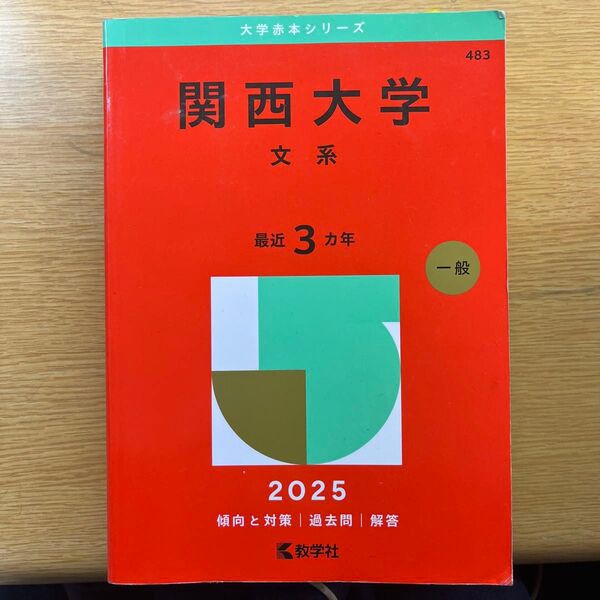 大学赤本シリーズ
483
関西大学
文系
最近3カ年
一般
2025
傾向と対策|過去問|解答
教学社